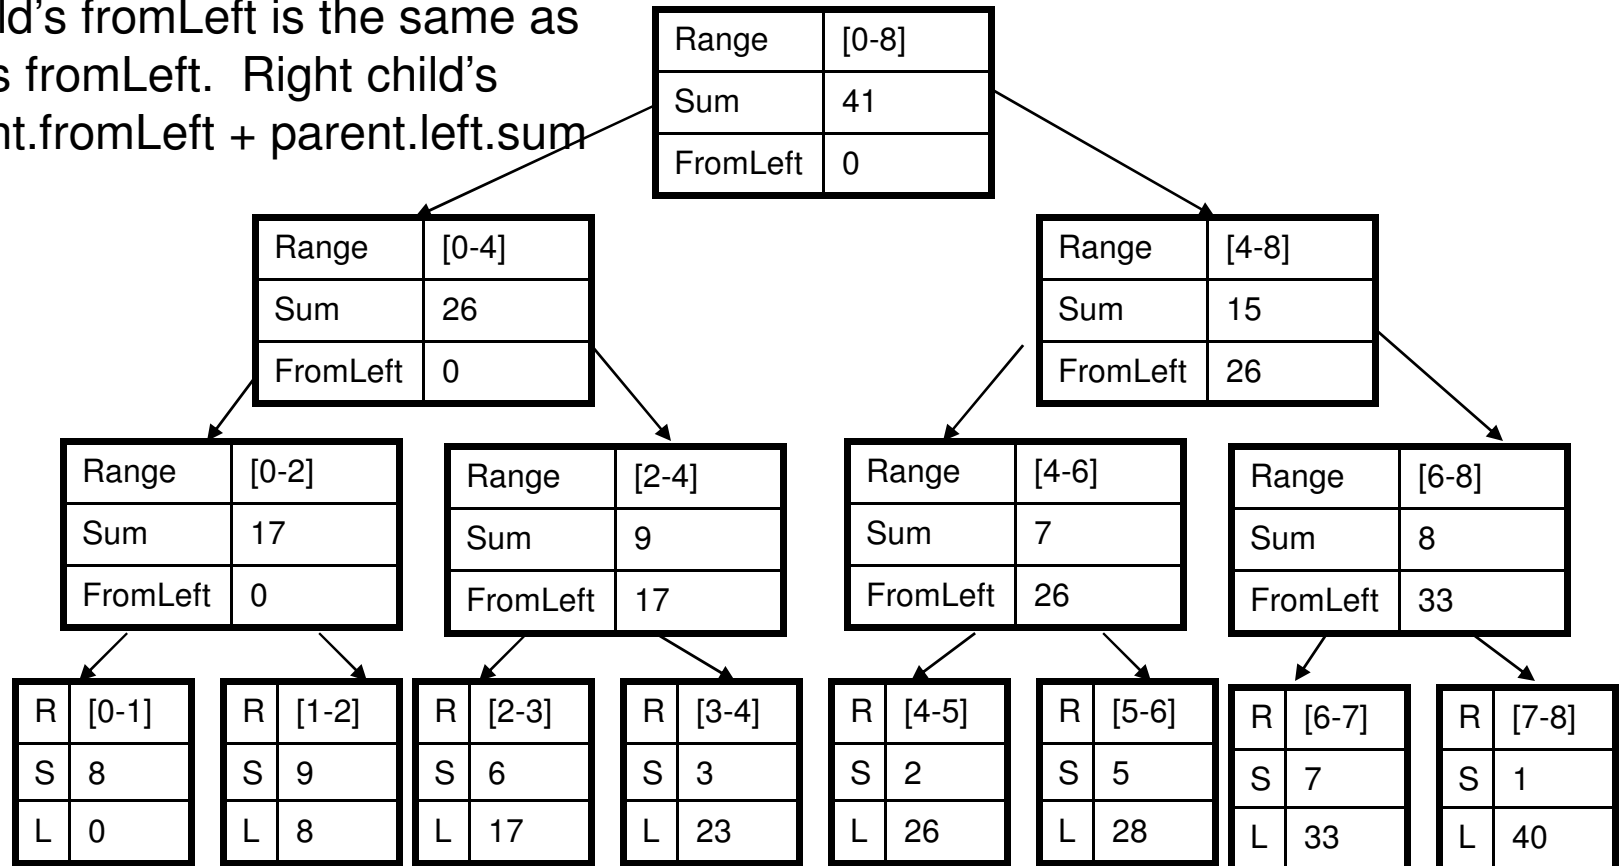 ld's fromLeft is the same as
s fromLeft. Right child's
nt.fromLeft + parent.left.sum
Range [0-8]
Sum 41
FromLeft 0
Range [0-4]
Sum 26
FromLeft 0
Range [4-8]
Sum 15
FromLeft 26
Range [0-2]
Sum 17
FromLeft 0
Range [2-4]
Sum 9
FromLeft 17
Range [4-6]
Sum 7
FromLeft 26
Range [6-8]
Sum 8
FromLeft 33
R [0-1]
S 8
L 0
R [1-2]
S 9
L 8
R [2-3]
S 6
L 17
R [3-4]
S 3
L 23
R [4-5]
S 2
L 26
R [5-6]
S 5
L 28
R [6-7]
S 7
L 33
R [7-8]
S 1
L 40